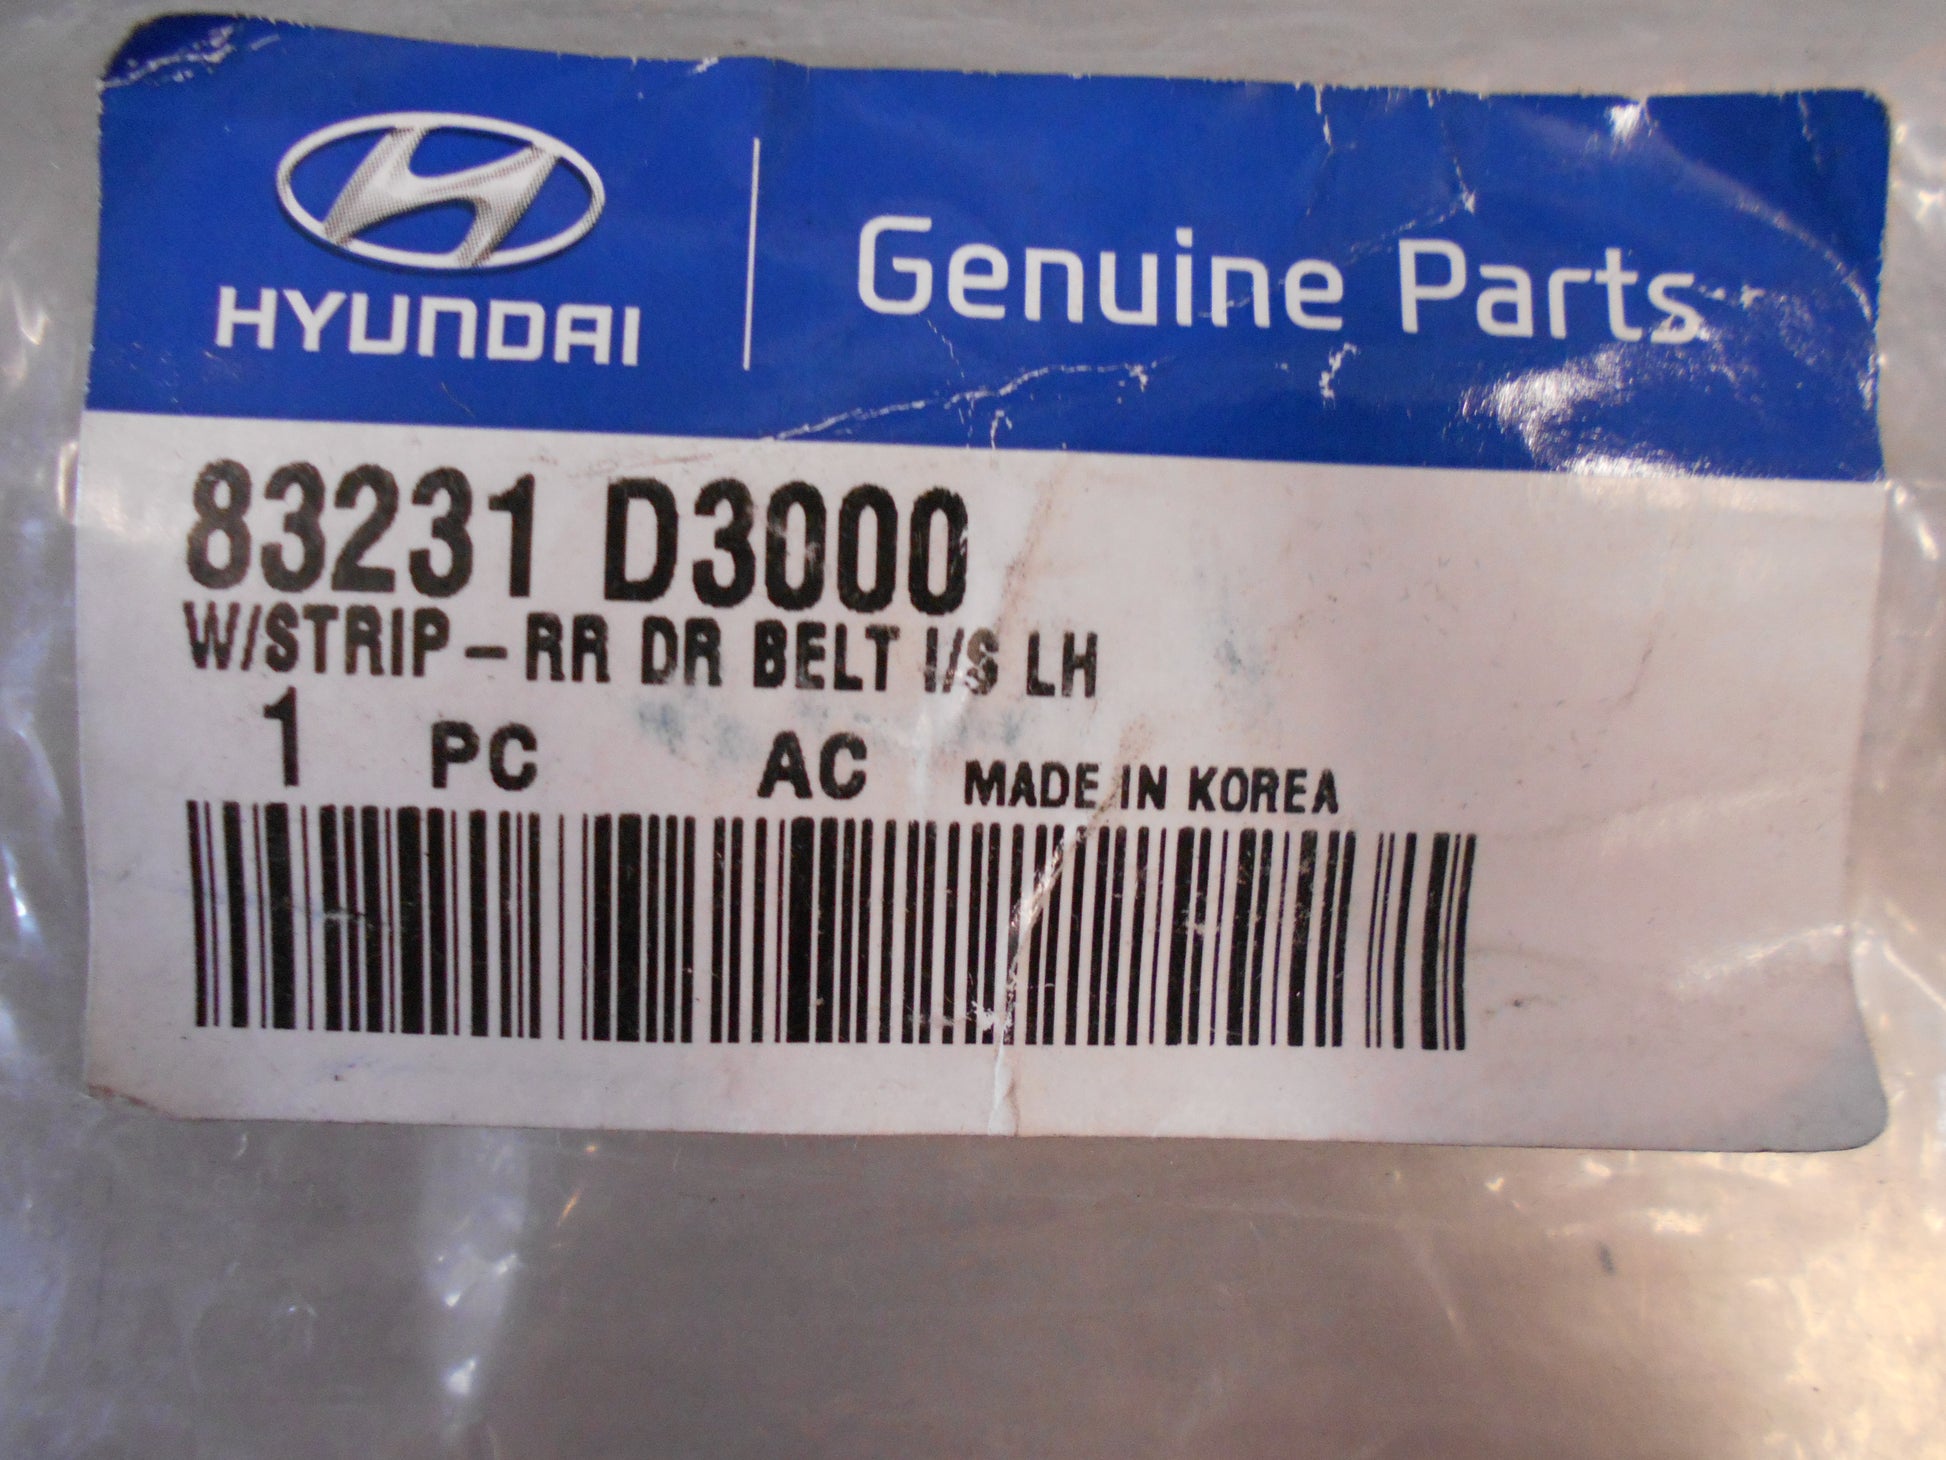 HYUNDAI
Genuine Parts
83231 D3000
W/STRIP-RR DR BELT I/S LH
1 PC AC MADE IN KOREA